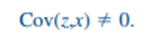 Cov(z,x) ≠ 0.